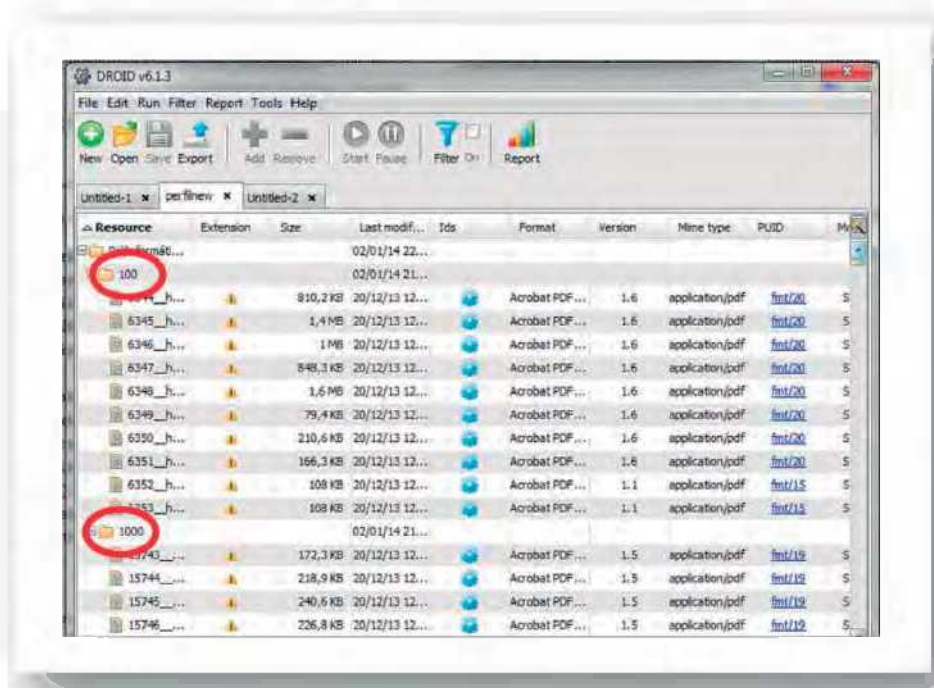 DROID v6.1.3
File Edit Run Filter Report Tools Help
New Open Save Export Add Remove Start Pause Filter On Report
Untitled-1 perfilnew Untitled-2
Resource Extension Size Last modif... Ids Format Version Mime type PUID
02/01/14 22...
100 02/01/14 21...
810,2 KB 20/12/13 12... Acrobat PDF... 1.6 application/pdf fmt/20 S
6345__h... 1,4 MB 20/12/13 12... Acrobat PDF... 1.6 application/pdf fmt/20 S
6346__h... 1 MB 20/12/13 12... Acrobat PDF... 1.6 application/pdf fmt/20 S
6347__h... 848,3 KB 20/12/13 12... Acrobat PDF... 1.6 application/pdf fmt/20 S
6348__h... 1,6 MB 20/12/13 12... Acrobat PDF... 1.6 application/pdf fmt/20 S
6349__h... 79,4 KB 20/12/13 12... Acrobat PDF... 1.6 application/pdf fmt/20 S
6350__h... 210,6 KB 20/12/13 12... Acrobat PDF... 1.6 application/pdf fmt/20 S
6351__h... 166,3 KB 20/12/13 12... Acrobat PDF... 1.6 application/pdf fmt/20 S
6352__h... 108 KB 20/12/13 12... Acrobat PDF... 1.1 application/pdf fmt/15 S
108 KB 20/12/13 12... Acrobat PDF... 1.1 application/pdf fmt/15 S
1000 02/01/14 21...
172,3 KB 20/12/13 12... Acrobat PDF... 1.5 application/pdf fmt/19 S
15744__... 218,9 KB 20/12/13 12... Acrobat PDF... 1.5 application/pdf fmt/19 S
15745__... 240,6 KB 20/12/13 12... Acrobat PDF... 1.5 application/pdf fmt/19 S
15746__... 226,8 KB 20/12/13 12... Acrobat PDF... 1.5 application/pdf fmt/19 S